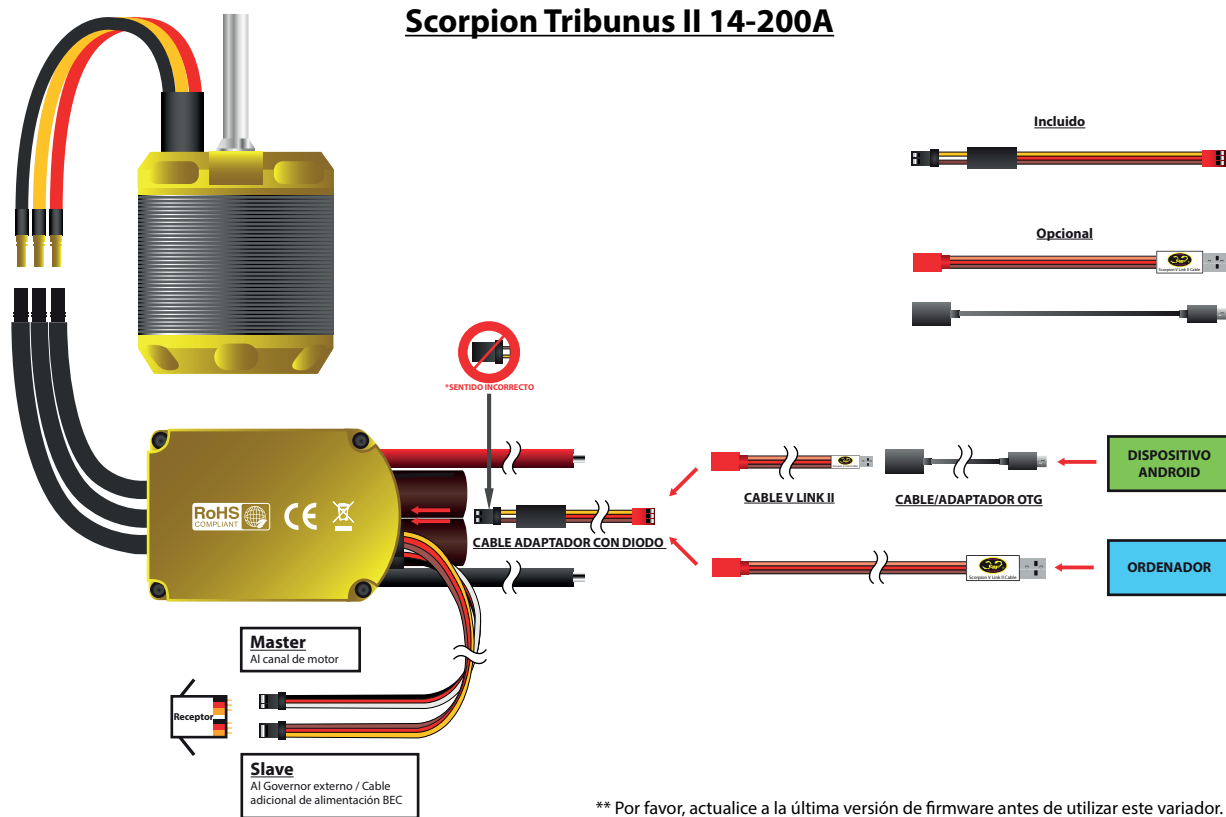 Scorpion Tribunus II 14-200A
Incluido
Opcional
Scorpion V Link II Cable
*SENTIDO INCORRECTO
RoHS
COMPLIANT
CE
CABLE ADAPTADOR CON DIODO
CABLE V LINK II
CABLE/ADAPTADOR OTG
DISPOSITIVO
ANDROID
Scorpion V Link II Cable
ORDENADOR
Master
Al canal de motor
Receptor
Slave
Al Governor externo / Cable
adicional de alimentación BEC
** Por favor, actualice a la última versión de firmware antes de utilizar este variador.